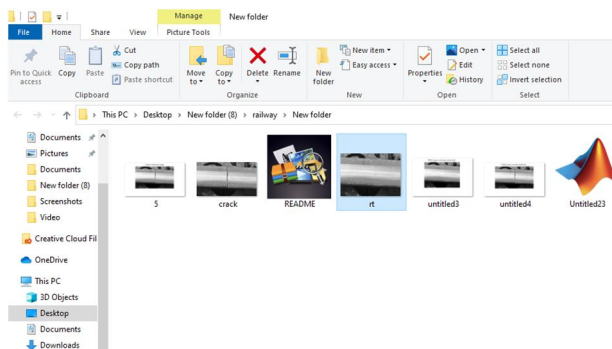 Manage New folder
File Home Share View Picture Tools
Pin to Quick access
Copy
Paste
Cut
Copy path
Paste shortcut
Move to
Copy to
Delete
Rename
New folder
New item
Easy access
Properties
Open
Edit
History
Select all
Select none
Invert selection
Clipboard Organize New Open Select
This PC > Desktop > New folder (8) > railway > New folder
Documents
Pictures
Documents
New folder (8)
Screenshots
Video
Creative Cloud Fil
OneDrive
This PC
3D Objects
Desktop
Documents
Downloads
5 crack README rt untitled3 untitled4 Untitled23